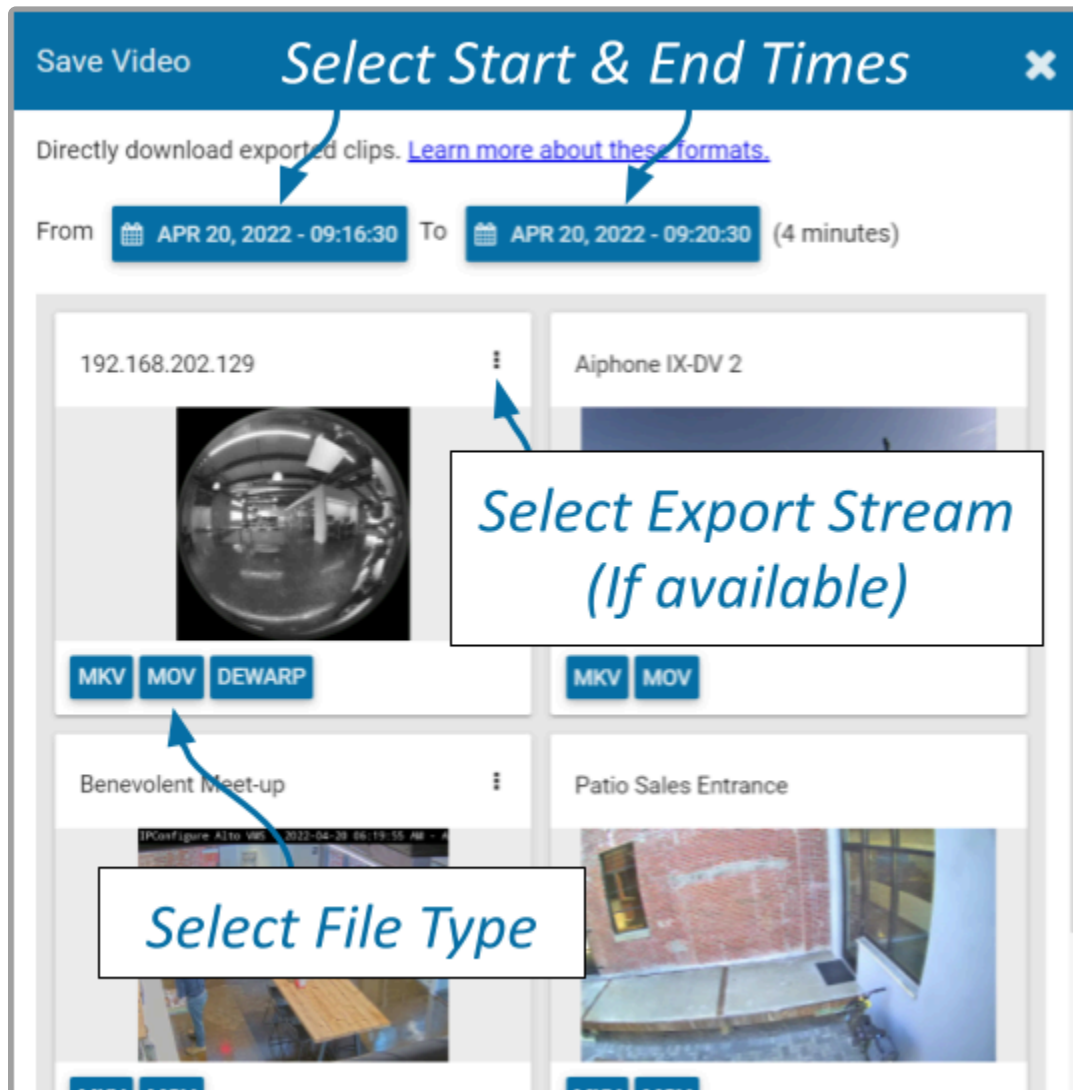 Save Video
Select Start & End Times
Directly download exported clips. Learn more about these formats.
From APR 20, 2022 - 09:16:30 To APR 20, 2022 - 09:20:30 (4 minutes)
192.168.202.129
Aiphone IX-DV 2
Select Export Stream
(If available)
MKV MOV DEWARP
MKV MOV
Benevolent Meet-up
Patio Sales Entrance
IPConfigure Alto VMS - 2022-04-20 06:19:55 AM - A
Select File Type